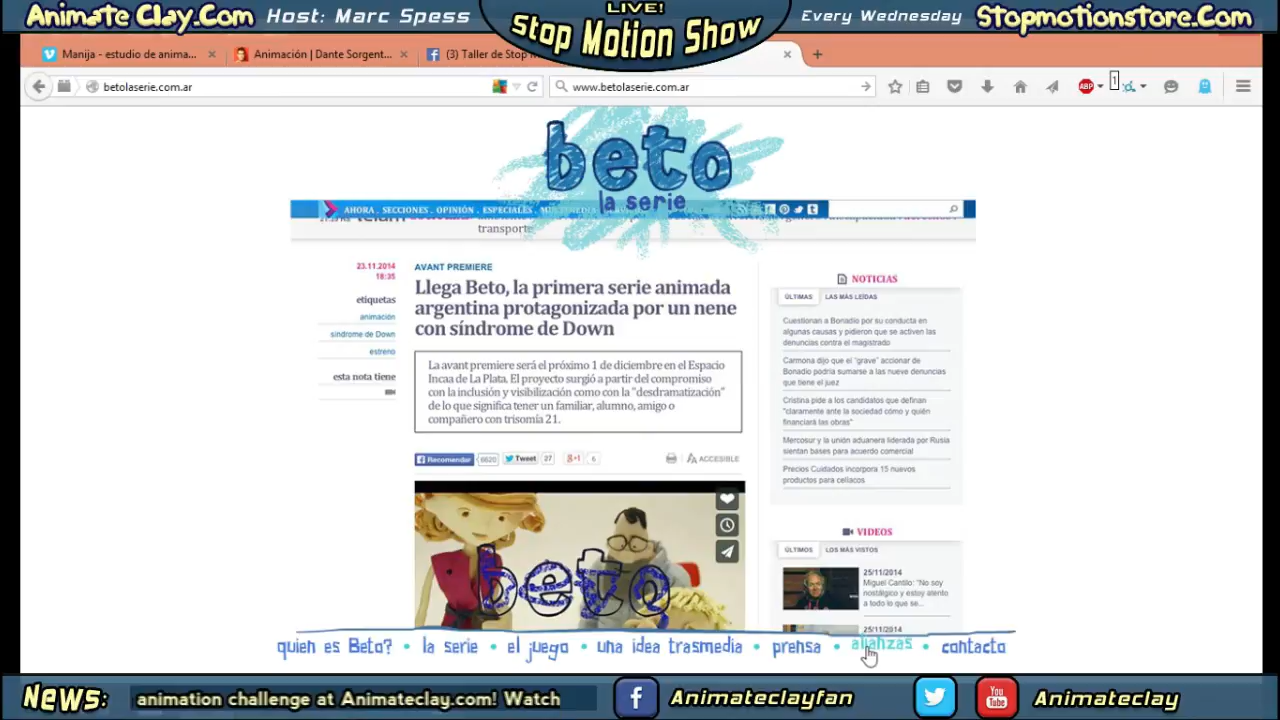 Animate Clay.Com
Host: Marc Spess
LIVE!
Stop Motion Show
Every Wednesday
StopmotionStore.Com
Manija - estudio de anima...
Animación | Dante Sorgent...
(3) Taller de Stop m
betolaserie.com.ar
www.betolaserie.com.ar
ABP
1
beto
la serie
AHORA . SECCIONES . OPINIÓN . ESPECIALES .
transporte
23.11.2014
18:35
etiquetas
animación
síndrome de Down
estreno
esta nota tiene
AVANT PREMIERE
Llega Beto, la primera serie animada
argentina protagonizada por un nene
con síndrome de Down
La avant premiere será el próximo 1 de diciembre en el Espacio
Incaa de La Plata. El proyecto surgió a partir del compromiso
con la inclusión y visibilización como con la "desdramatización"
de lo que significa tener un familiar, alumno, amigo o
compañero con trisomía 21.
Recomendar 6620 Tweet 37 g+1 6
ACCESIBLE
beto
NOTICIAS
ÚLTIMAS LAS MÁS LEÍDAS
Cuestionan a Bonadio por su conducta en
algunas causas y pidieron que se activen las
denuncias contra el magistrado
Carmona dijo que el "grave" accionar de
Bonadio podría sumarse a las nueve denuncias
que tiene el juez
Cristina pide a los candidatos que definan
"claramente ante la sociedad cómo y quién
financiará las obras"
Mercosur y la unión aduanera liderada por Rusia
sientan bases para acuerdo comercial
Precios Cuidados incorpora 15 nuevos
productos para celíacos
VIDEOS
ÚLTIMOS LOS MÁS VISTOS
25/11/2014
Miguel Cantilo: "No soy
nostálgico y estoy atento
a todo lo que se...
25/11/2014
quien es Beto? • la serie • el juego • una idea trasmedia • prensa • alianzas • contacto
News:
animation challenge at Animateclay.com! Watch
Animateclayfan
You Tube
Animateclay